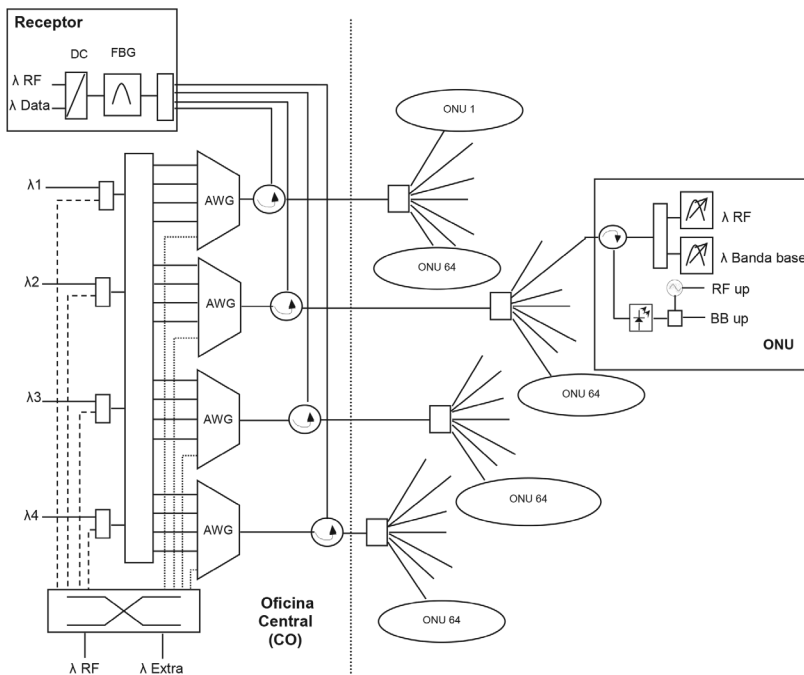 Receptor
DC
FBG
λ RF
λ Data
ONU 1
λ1
AWG
ONU 64
λ RF
λ Banda base
RF up
BB up
ONU
λ2
AWG
ONU 64
λ3
AWG
ONU 64
λ4
AWG
ONU 64
Oficina
Central
(CO)
λ RF
λ Extra